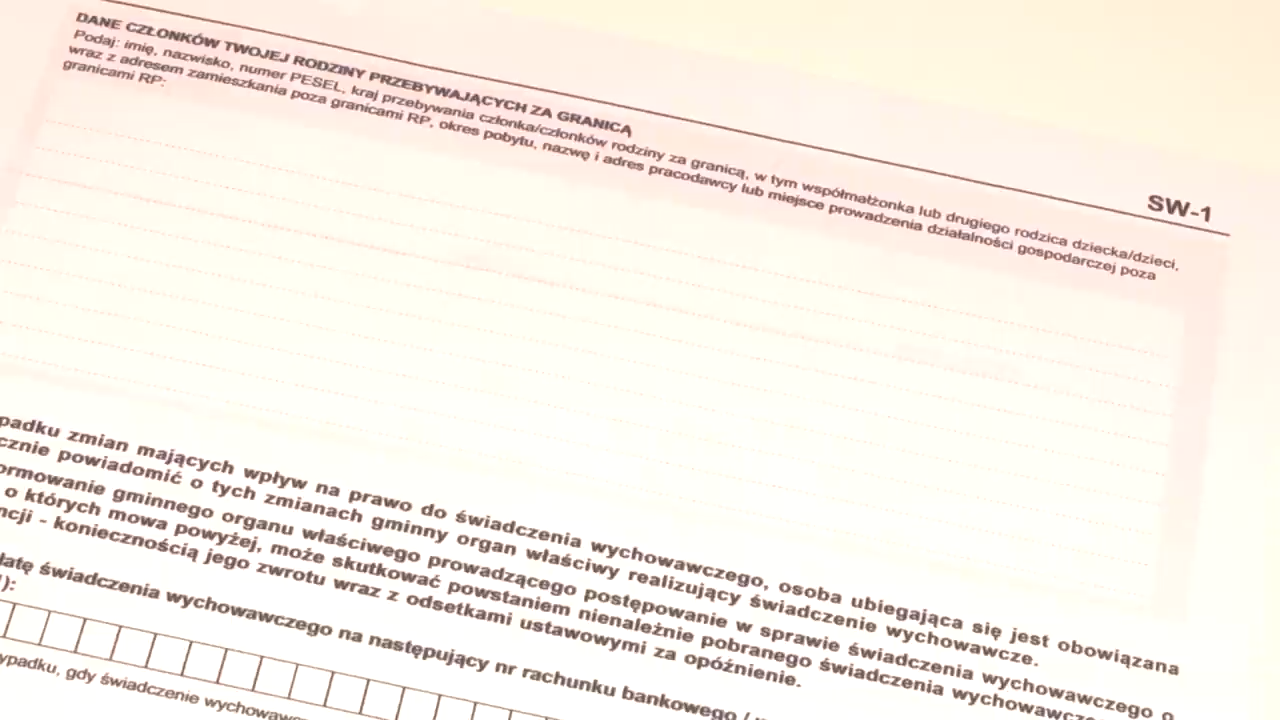 SW-1
DANE CZŁONKÓW TWOJEJ RODZINY PRZEBYWAJĄCYCH ZA GRANICĄ
Podaj: imię, nazwisko, numer PESEL, kraj przebywania członka/członków rodziny za granicą, w tym współmałżonka lub drugiego rodzica dziecka/dzieci,
wraz z adresem zamieszkania poza granicami RP, okres pobytu, nazwę i adres pracodawcy lub miejsce prowadzenia działalności gospodarczej poza
granicami RP:
padku zmian mających wpływ na prawo do świadczenia wychowawczego, osoba ubiegająca się jest obowiązana
cznie powiadomić o tych zmianach gminny organ właściwy realizujący świadczenie wychowawcze.
ormowanie gminnego organu właściwego prowadzącego postępowanie w sprawie świadczenia wychowawczego o
o których mowa powyżej, może skutkować powstaniem nienależnie pobranego świadczenia wychowawcze
ncji - koniecznością jego zwrotu wraz z odsetkami ustawowymi za opóźnienie.
łatę świadczenia wychowawczego na następujący nr rachunku bankowego /
):
ypadku, gdy świadczenie wychowawc